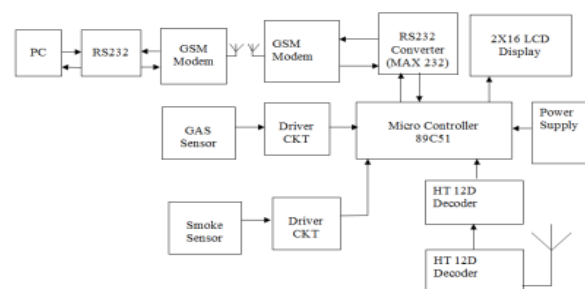 PC
RS232
GSM
Modem
GSM
Modem
RS232
Converter
(MAX 232)
2X16 LCD
Display
GAS
Sensor
Driver
CKT
Micro Controller
89C51
Power
Supply
Smoke
Sensor
Driver
CKT
HT 12D
Decoder
HT 12D
Decoder